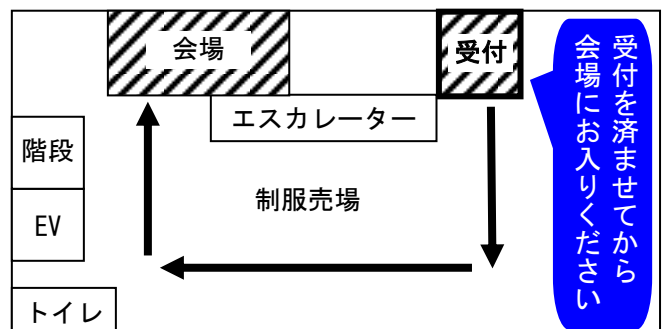 会場
受付
エスカレーター
階段
制服売場
EV
トイレ
受付を済ませてから
会場にお入りください